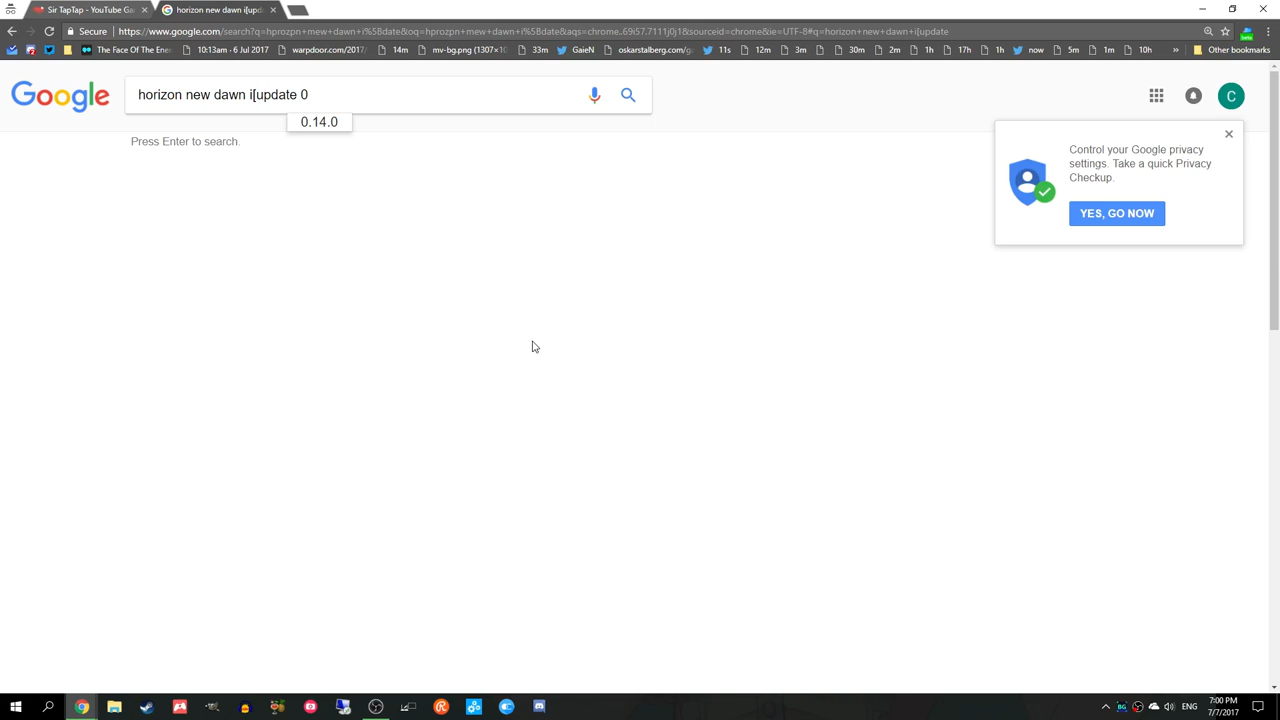 Sir TapTap - YouTube Ga
horizon new dawn i[upd
Secure
https://www.google.com/search?q=hprozpn+mew+dawn+i%5Bdate&oq=hprozpn+mew+dawn+i%5Bdate&aqs=chrome..69i57.7111j0j1&sourceid=chrome&ie=UTF-8#q=horizon+new+dawn+i[update
The Face Of The Ene
10:13am - 6 Jul 2017
warpdoor.com/2017/
14m
mv-bg.png (1307×10
33m
GaieN
oskarstalberg.com/g
11s
12m
3m
30m
2m
1h
17h
1h
now
5m
1m
10h
»
Other bookmarks
Google
horizon new dawn i[update 0
C
0.14.0
Press Enter to search.
Control your Google privacy
settings. Take a quick Privacy
Checkup.
YES, GO NOW
ENG
7:00 PM
7/7/2017